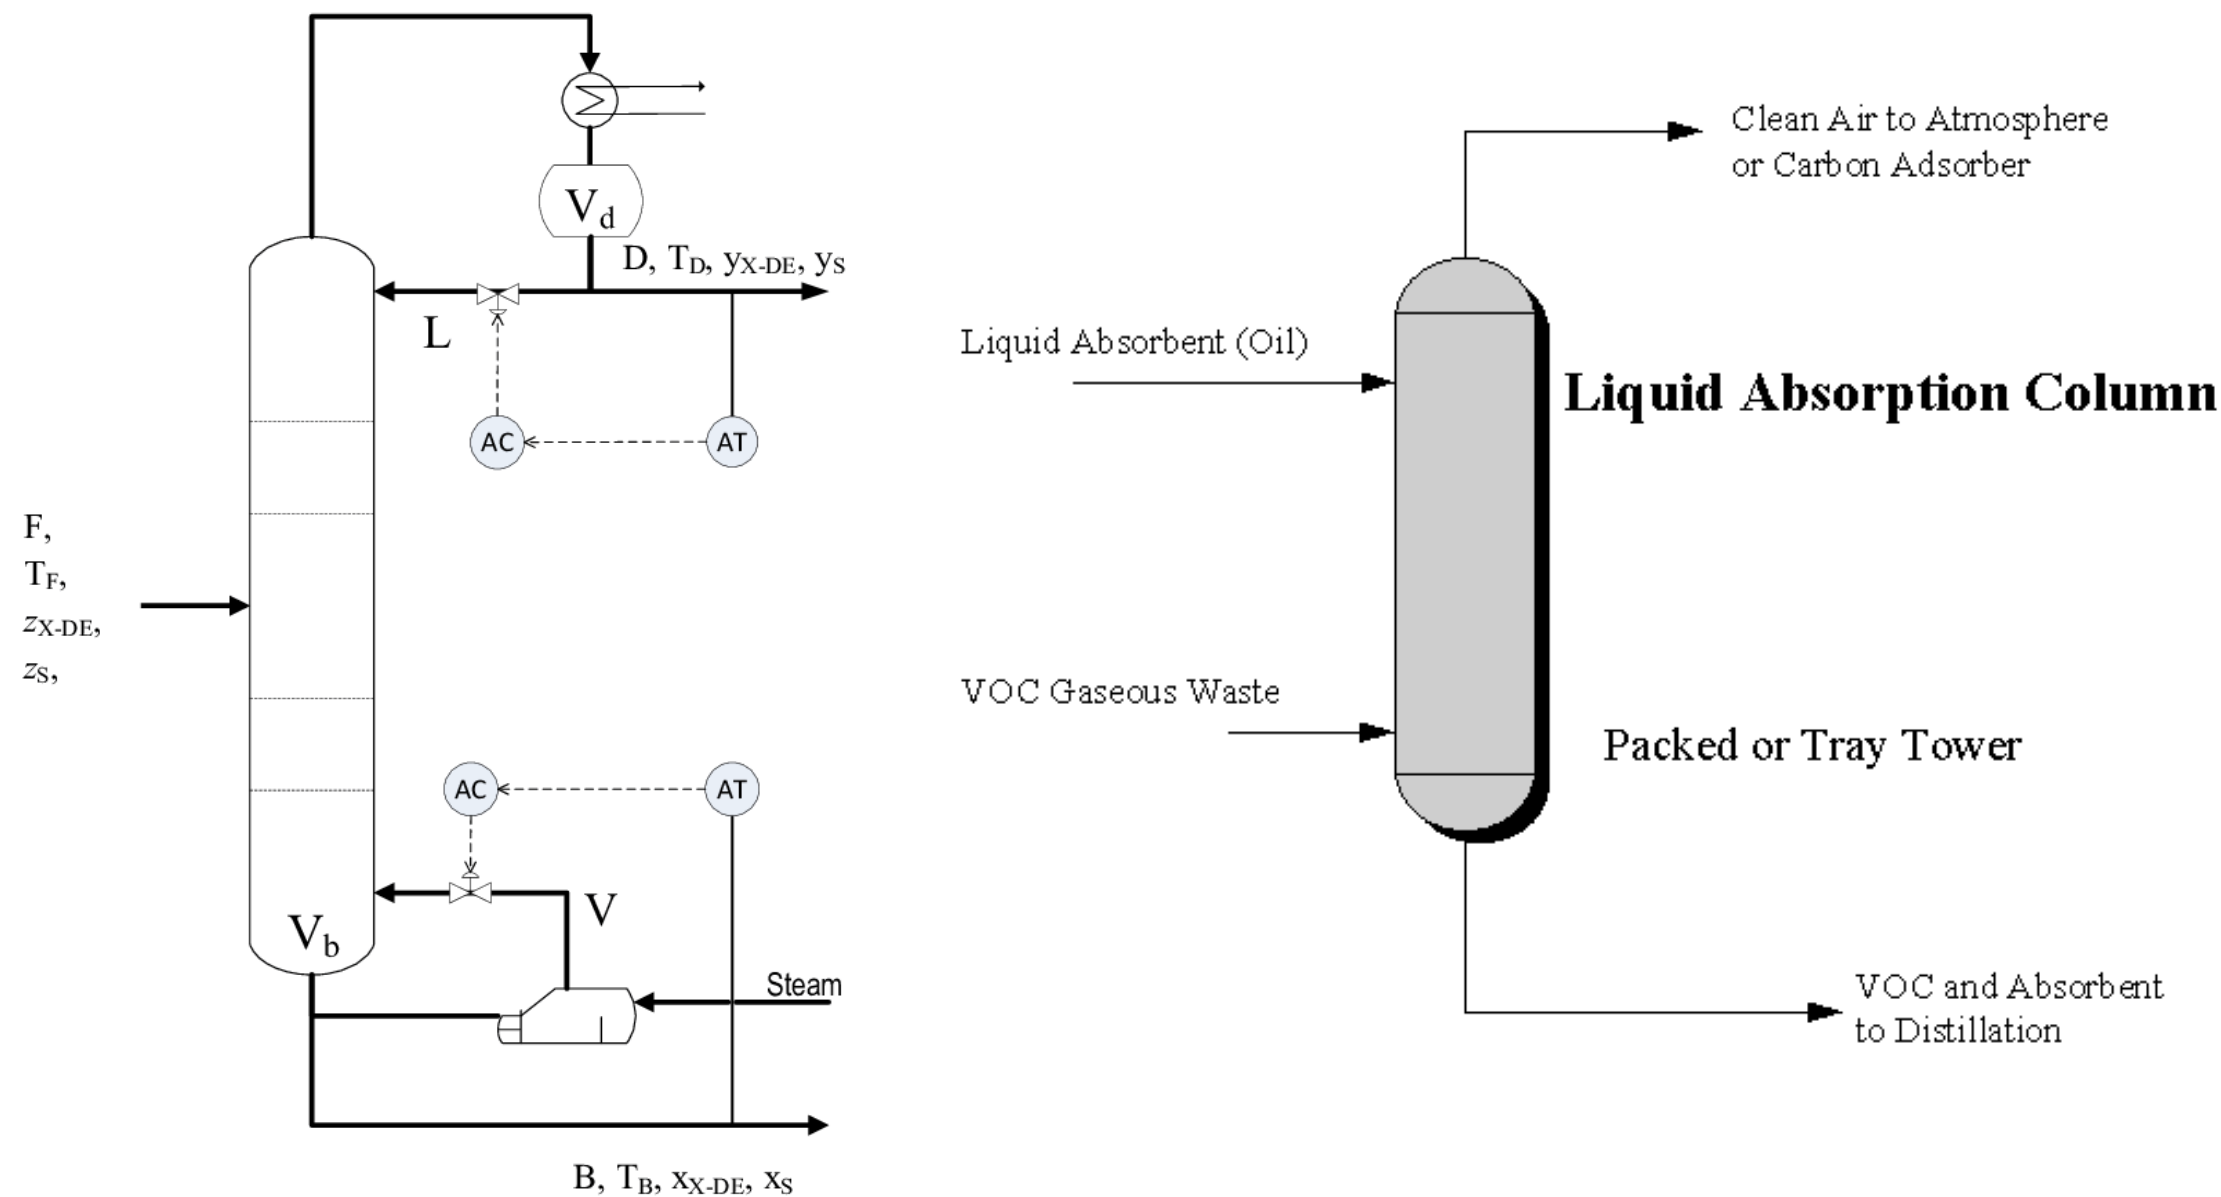 V_d
D, T_D, y_X-DE, y_S
L
AC
AT
F,
T_F,
z_X-DE,
z_S,
AC
AT
V
V_b
Steam
B, T_B, x_X-DE, x_S
Clean Air to Atmosphere
or Carbon Adsorber
Liquid Absorbent (Oil)
Liquid Absorption Column
VOC Gaseous Waste
Packed or Tray Tower
VOC and Absorbent
to Distillation